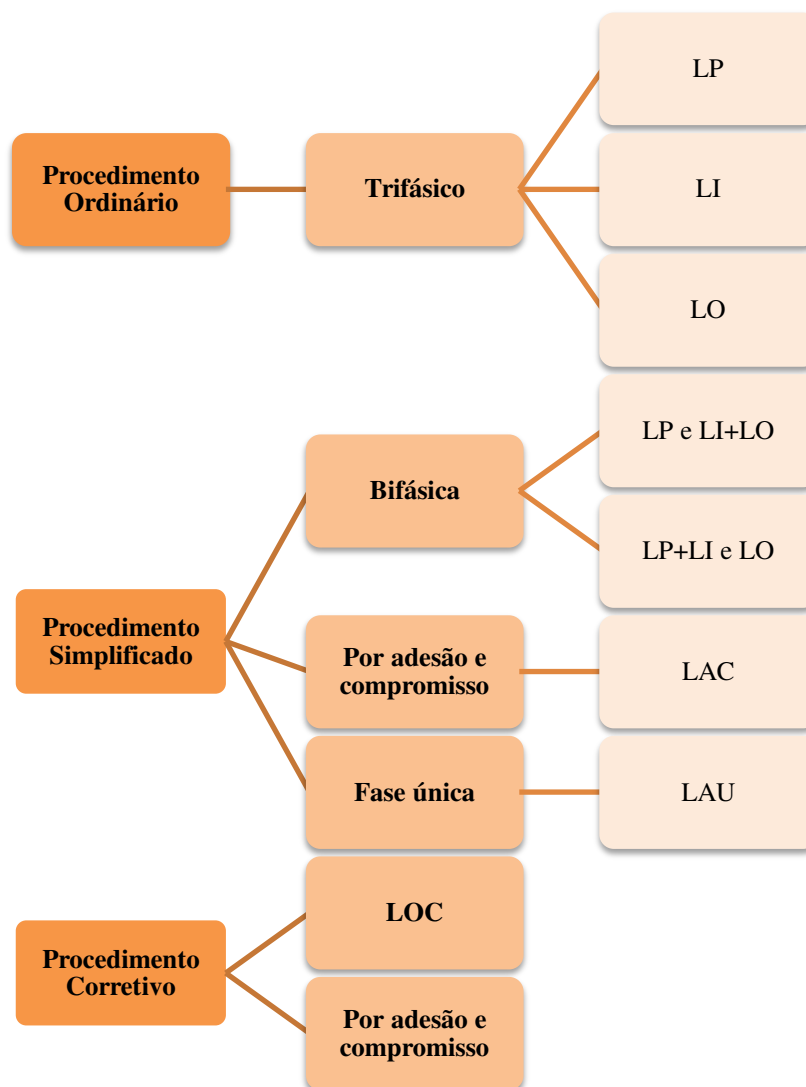 Procedimento
Ordinário
Trifásico
LP
LI
LO
Procedimento
Simplificado
Bifásica
LP e LI+LO
LP+LI e LO
Por adesão e
compromisso
LAC
Fase única
LAU
Procedimento
Corretivo
LOC
Por adesão e
compromisso